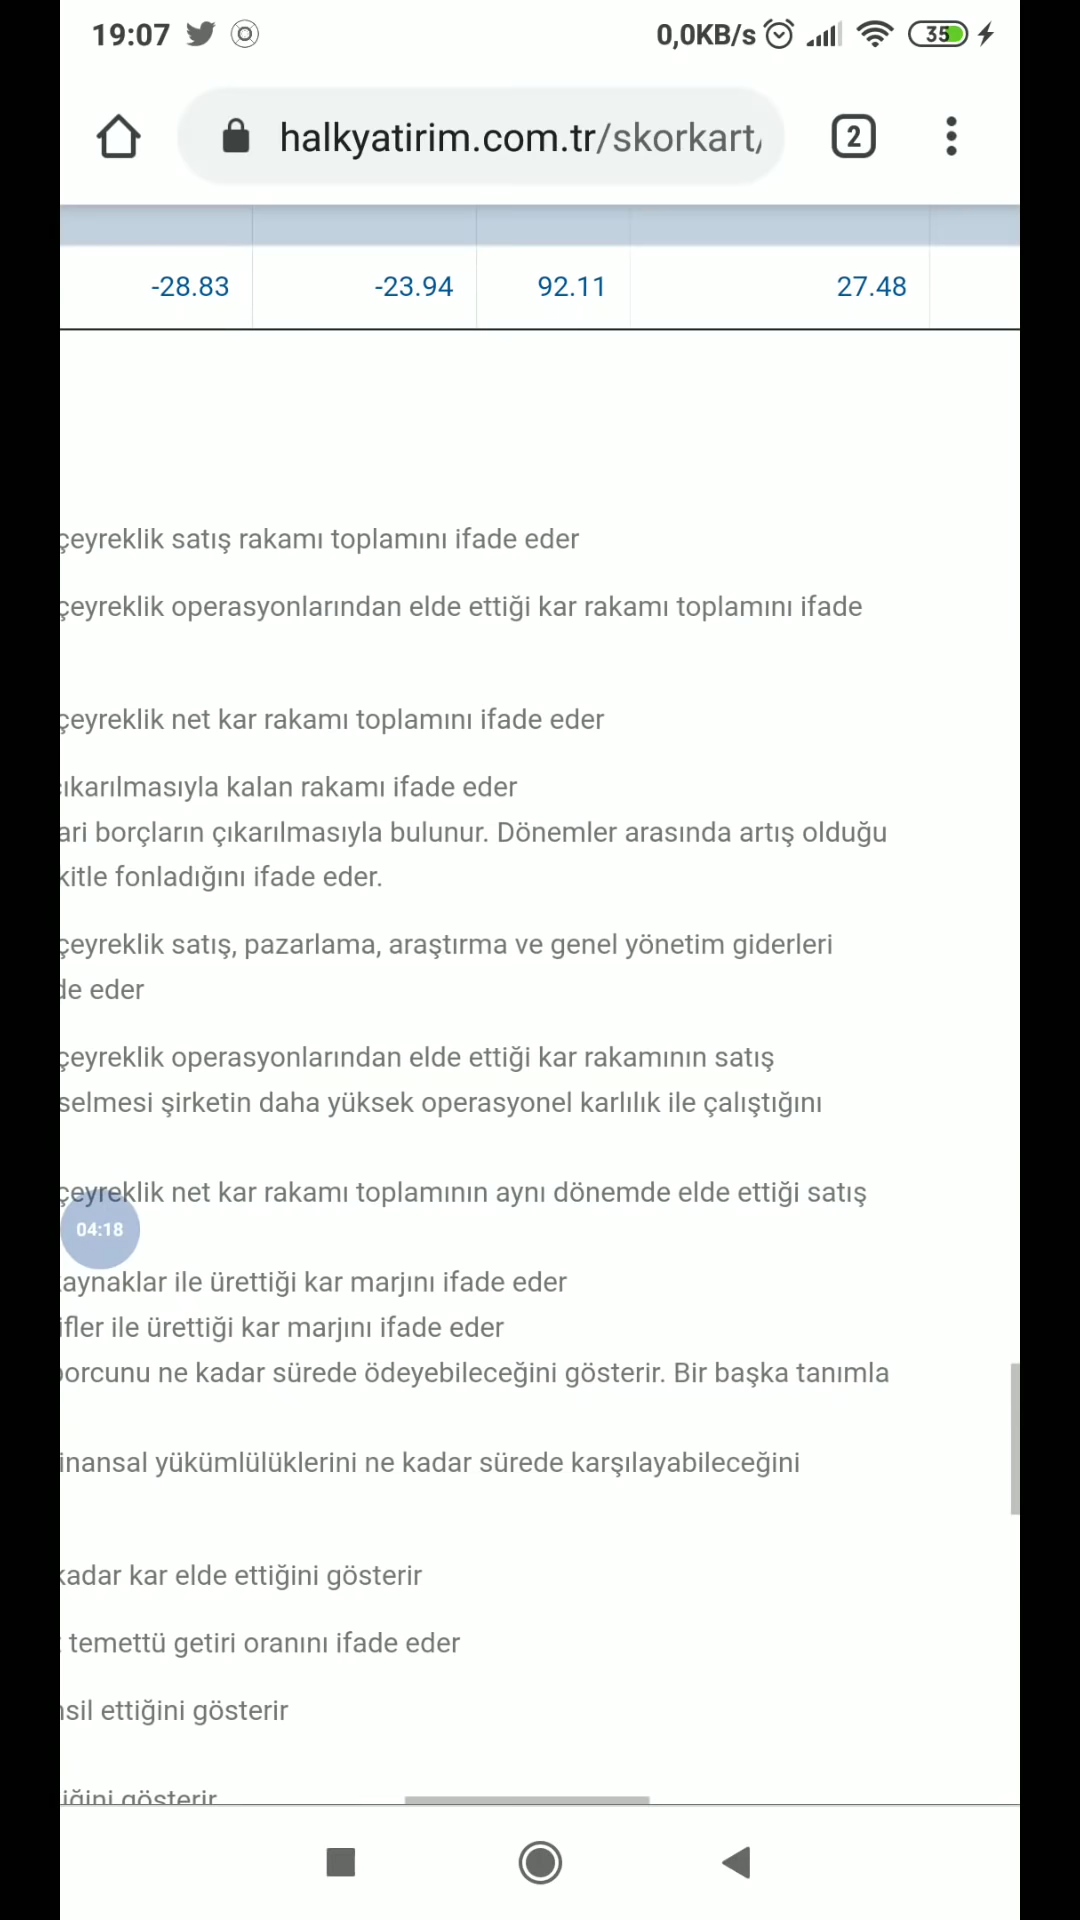 19:07 0,0KB/s 35
halkyatirim.com.tr/skorkart, 2
-28.83 -23.94 92.11 27.48
çeyreklik satış rakamı toplamını ifade eder
çeyreklik operasyonlarından elde ettiği kar rakamı toplamını ifade
çeyreklik net kar rakamı toplamını ifade eder
çıkarılmasıyla kalan rakamı ifade eder
ari borçların çıkarılmasıyla bulunur. Dönemler arasında artış olduğu
kitle fonladığını ifade eder.
çeyreklik satış, pazarlama, araştırma ve genel yönetim giderleri
de eder
çeyreklik operasyonlarından elde ettiği kar rakamının satış
selmesi şirketin daha yüksek operasyonel karlılık ile çalıştığını
çeyreklik net kar rakamı toplamının aynı dönemde elde ettiği satış
04:18
aynaklar ile ürettiği kar marjını ifade eder
ifler ile ürettiği kar marjını ifade eder
borcunu ne kadar sürede ödeyebileceğini gösterir. Bir başka tanımla
inansal yükümlülüklerini ne kadar sürede karşılayabileceğini
kadar kar elde ettiğini gösterir
temettü getiri oranını ifade eder
nsil ettiğini gösterir
iğini gösterir